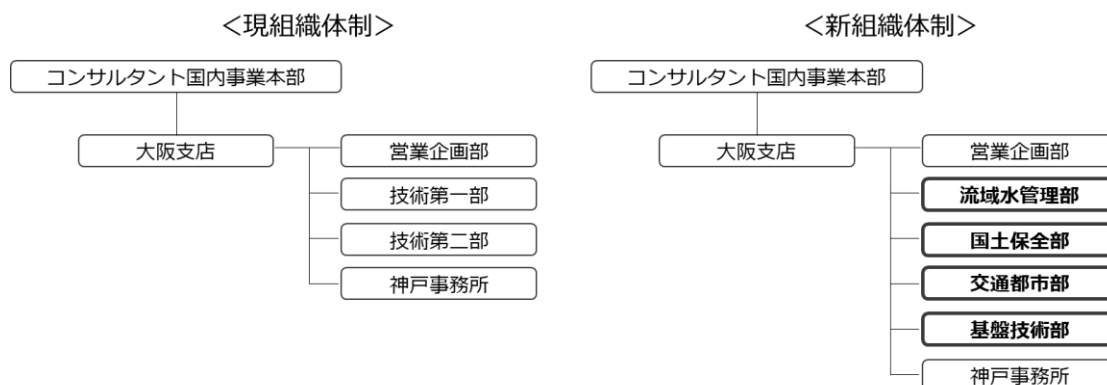 ＜現組織体制＞
コンサルタント国内事業本部
大阪支店
営業企画部
技術第一部
技術第二部
神戸事務所
＜新組織体制＞
コンサルタント国内事業本部
大阪支店
営業企画部
流域水管理部
国土保全部
交通都市部
基盤技術部
神戸事務所